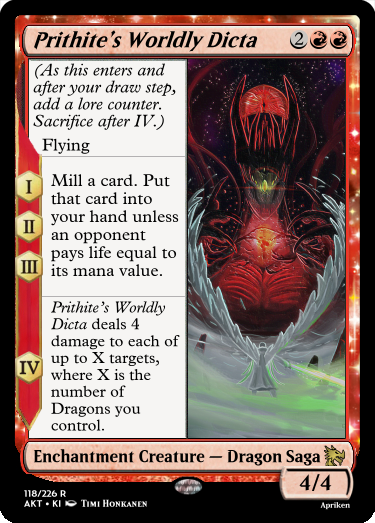 Prithite's Worldly Dicta 2
(As this enters and
after your draw step,
add a lore counter.
Sacrifice after IV.)
Flying
I
II
III
Mill a card. Put
that card into
your hand unless
an opponent
pays life equal to
its mana value.
IV
Prithite's Worldly
Dicta deals 4
damage to each of
up to X targets,
where X is the
number of
Dragons you
control.
Enchantment Creature — Dragon Saga
4/4
118/226 R
AKT • KI Timi Honkanen
Apriken